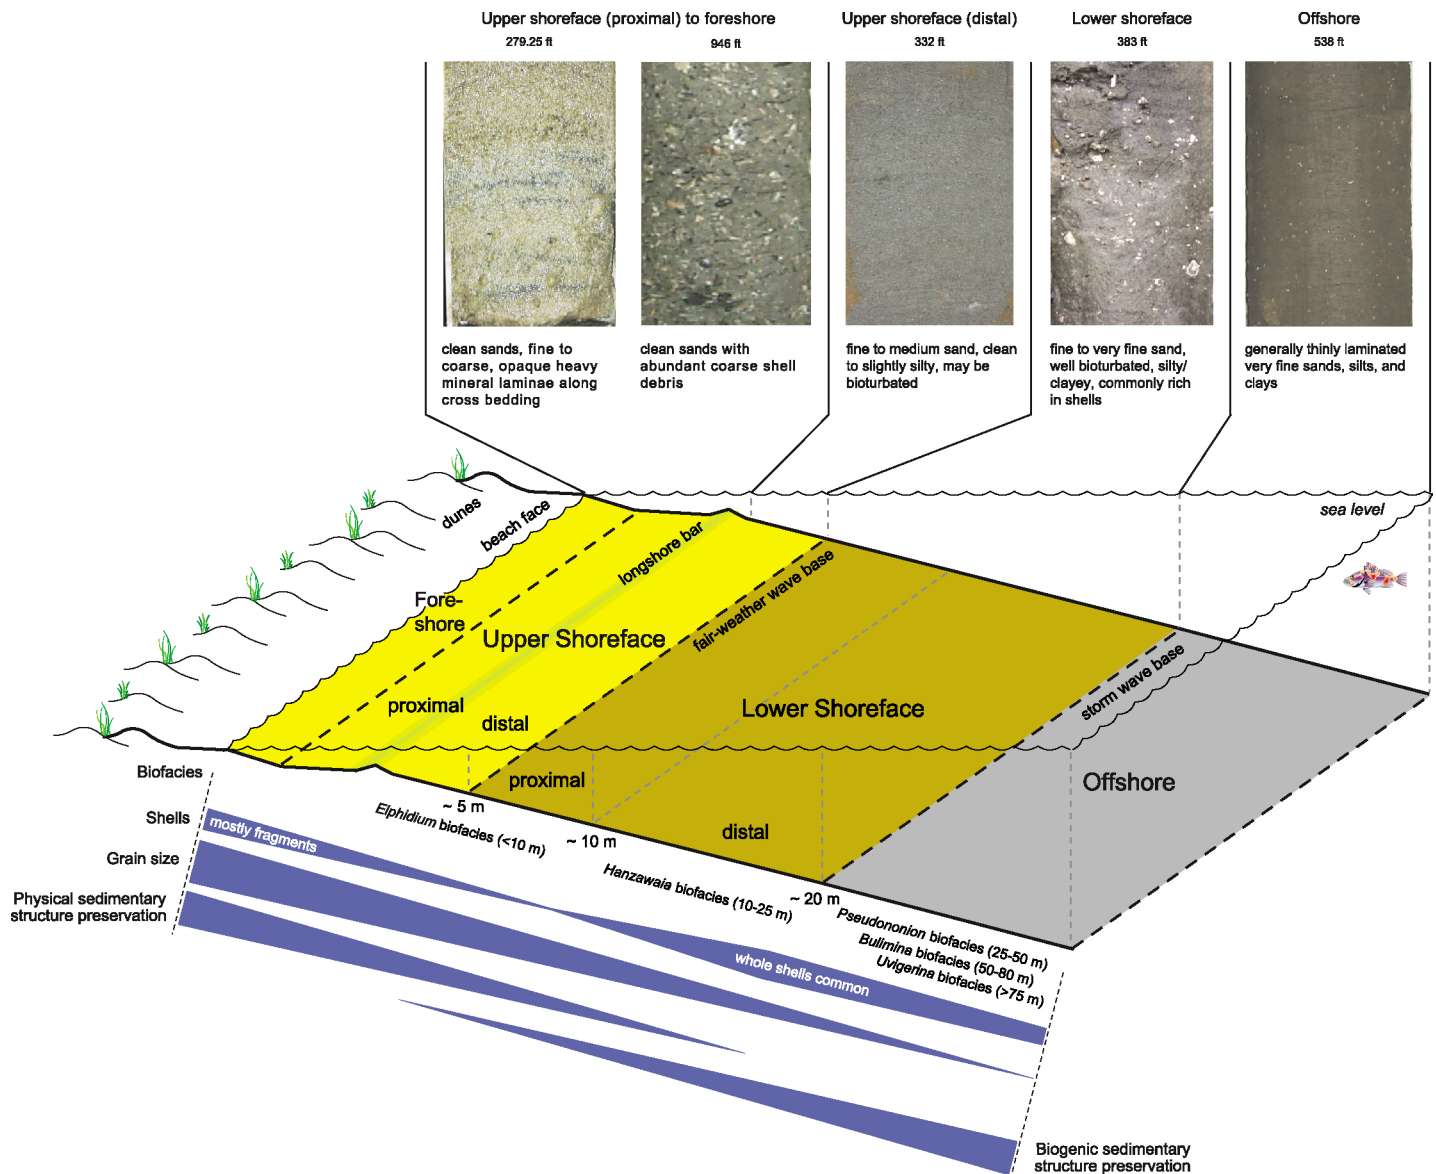 Upper shoreface (proximal) to foreshore
279.25 ft
946 ft
Upper shoreface (distal)
332 ft
Lower shoreface
383 ft
Offshore
538 ft
clean sands, fine to
coarse, opaque heavy
mineral laminae along
cross bedding
clean sands with
abundant coarse shell
debris
fine to medium sand, clean
to slightly silty, may be
bioturbated
fine to very fine sand,
well bioturbated, silty/
clayey, commonly rich
in shells
generally thinly laminated
very fine sands, silts, and
clays
dunes
beach face
sea level
longshore bar
fair-weather wave base
Fore-
shore
Upper Shoreface
proximal
distal
Lower Shoreface
storm wave base
proximal
distal
Offshore
Biofacies
Shells
Grain size
Physical sedimentary
structure preservation
~ 5 m
~ 10 m
~ 20 m
Elphidium biofacies (<10 m)
Hanzawaia biofacies (10-25 m)
Pseudononion biofacies (25-50 m)
Bulimina biofacies (50-80 m)
Uvigerina biofacies (>75 m)
mostly fragments
whole shells common
Biogenic sedimentary
structure preservation